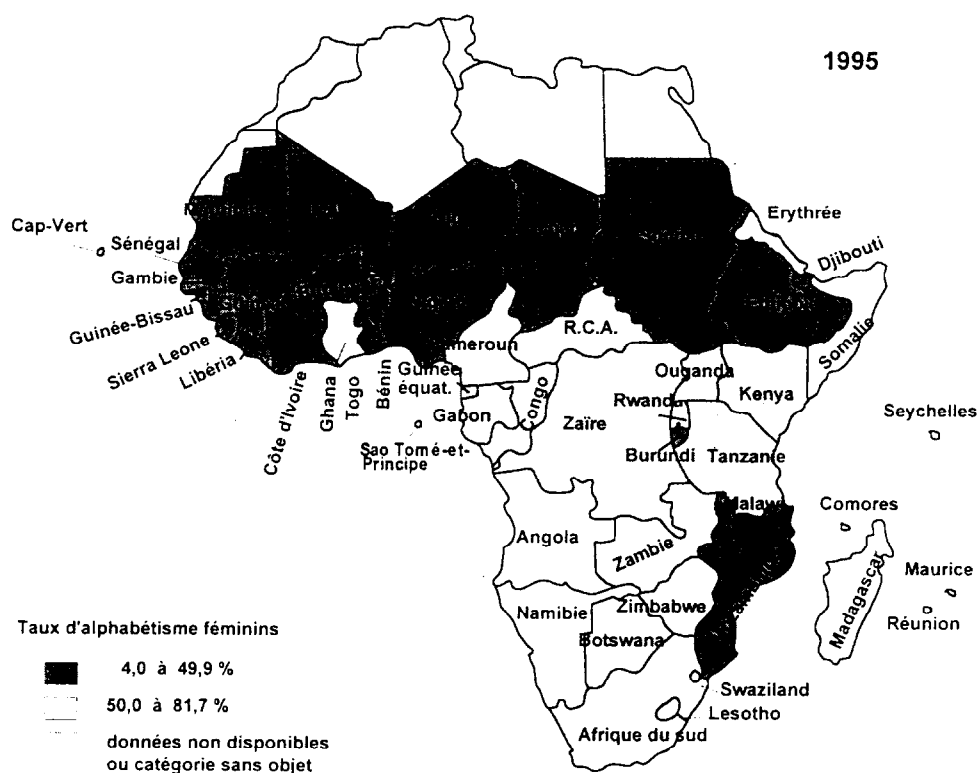 1995
Erythrée
Cap-Vert
Sénégal
Djibouti
Gambie
Guinée-Bissau
R.C.A.
Somalie
Sierra Leone
Libéria
Côte d'Ivoire
Ghana
Togo
Bénin
Guinée
équat.
Ouganda
Kenya
Congo
Rwanda
Gabon
Zaïre
Seychelles
Sao Tomé-et-
Principe
Burundi
Tanzanie
Malawi
Comores
Angola
Zambie
Madagascar
Maurice
Réunion
Namibie
Zimbabwe
Botswana
Swaziland
Lesotho
Afrique du sud
Taux d'alphabétisme féminins
4,0 à 49,9 %
50,0 à 81,7 %
données non disponibles
ou catégorie sans objet